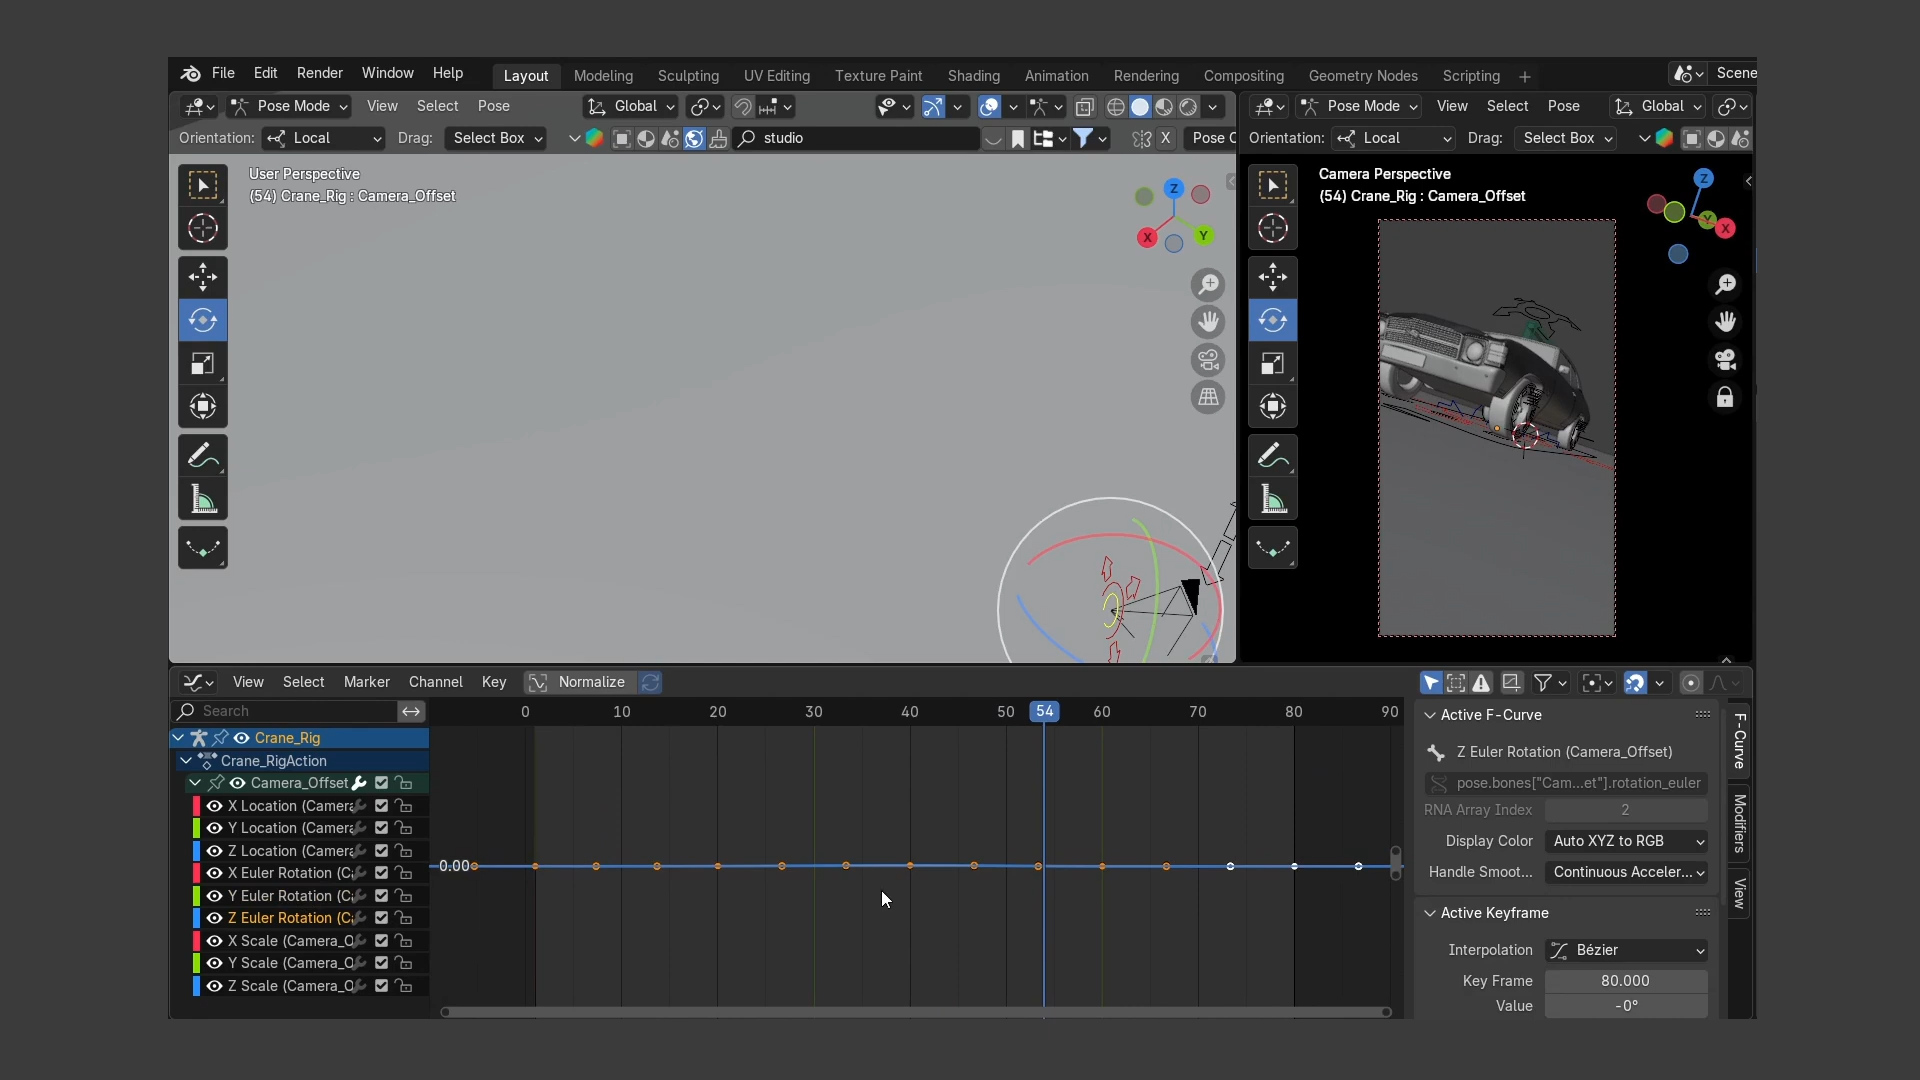 File Edit Render Window Help Layout Modeling Sculpting UV Editing Texture Paint Shading Animation Rendering Compositing Geometry Nodes Scripting + Scene
Pose Mode View Select Pose Global
Pose Mode View Select Pose Global
Orientation: Local Drag: Select Box studio X Pose O
Orientation: Local Drag: Select Box
User Perspective
(54) Crane_Rig : Camera_Offset
Z
X
Y
Camera Perspective
(54) Crane_Rig : Camera_Offset
Z
Y
X
View Select Marker Channel Key Normalize
Search
0 10 20 30 40 50 54 60 70 80 90
Crane_Rig
Crane_RigAction
Camera_Offset
X Location (Camera
Y Location (Camera
Z Location (Camera
X Euler Rotation (Ca
Y Euler Rotation (Ca
Z Euler Rotation (Ca
X Scale (Camera_O
Y Scale (Camera_O
Z Scale (Camera_O
0.00
Active F-Curve
Z Euler Rotation (Camera_Offset)
pose.bones["Cam...et"].rotation_euler
RNA Array Index 2
Display Color Auto XYZ to RGB
Handle Smoot... Continuous Acceler...
Active Keyframe
Interpolation Bézier
Key Frame 80.000
Value -0°
F-Curve
Modifiers
View